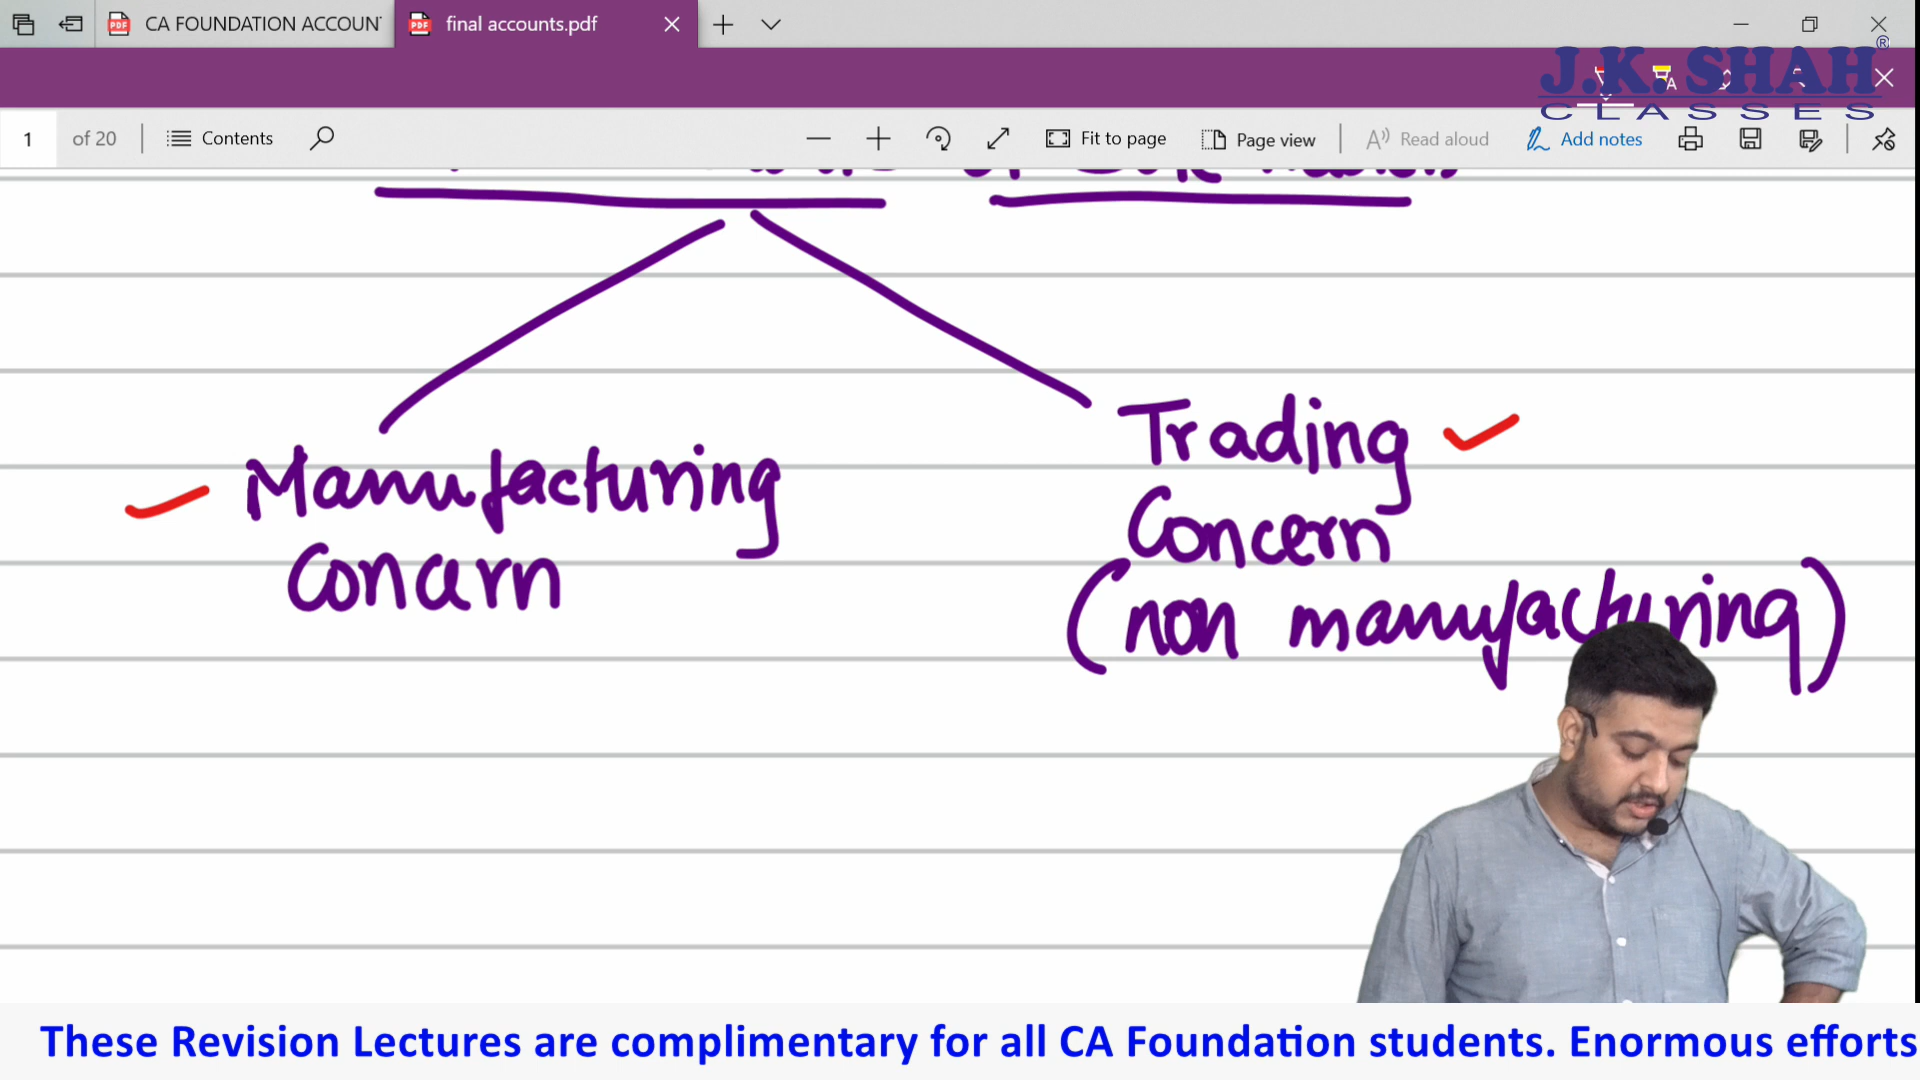 CA FOUNDATION ACCOUNT
final accounts.pdf
J.K. SHAH®
CLASSES
1 of 20
Contents
Fit to page
Page view
Read aloud
Add notes
Manufacturing
Concern
Trading
Concern
(non manufacturing)
These Revision Lectures are complimentary for all CA Foundation students. Enormous efforts